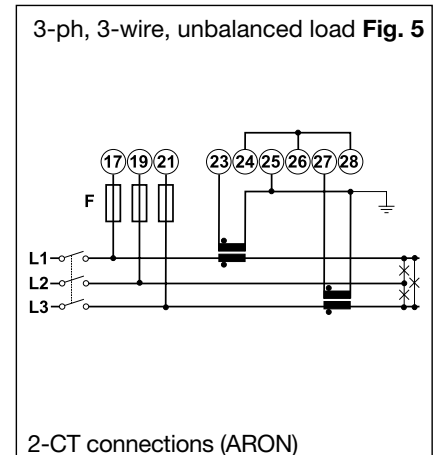 3-ph, 3-wire, unbalanced load Fig. 5
17 19 21 23 24 25 26 27 28
F
L1
L2
L3
2-CT connections (ARON)